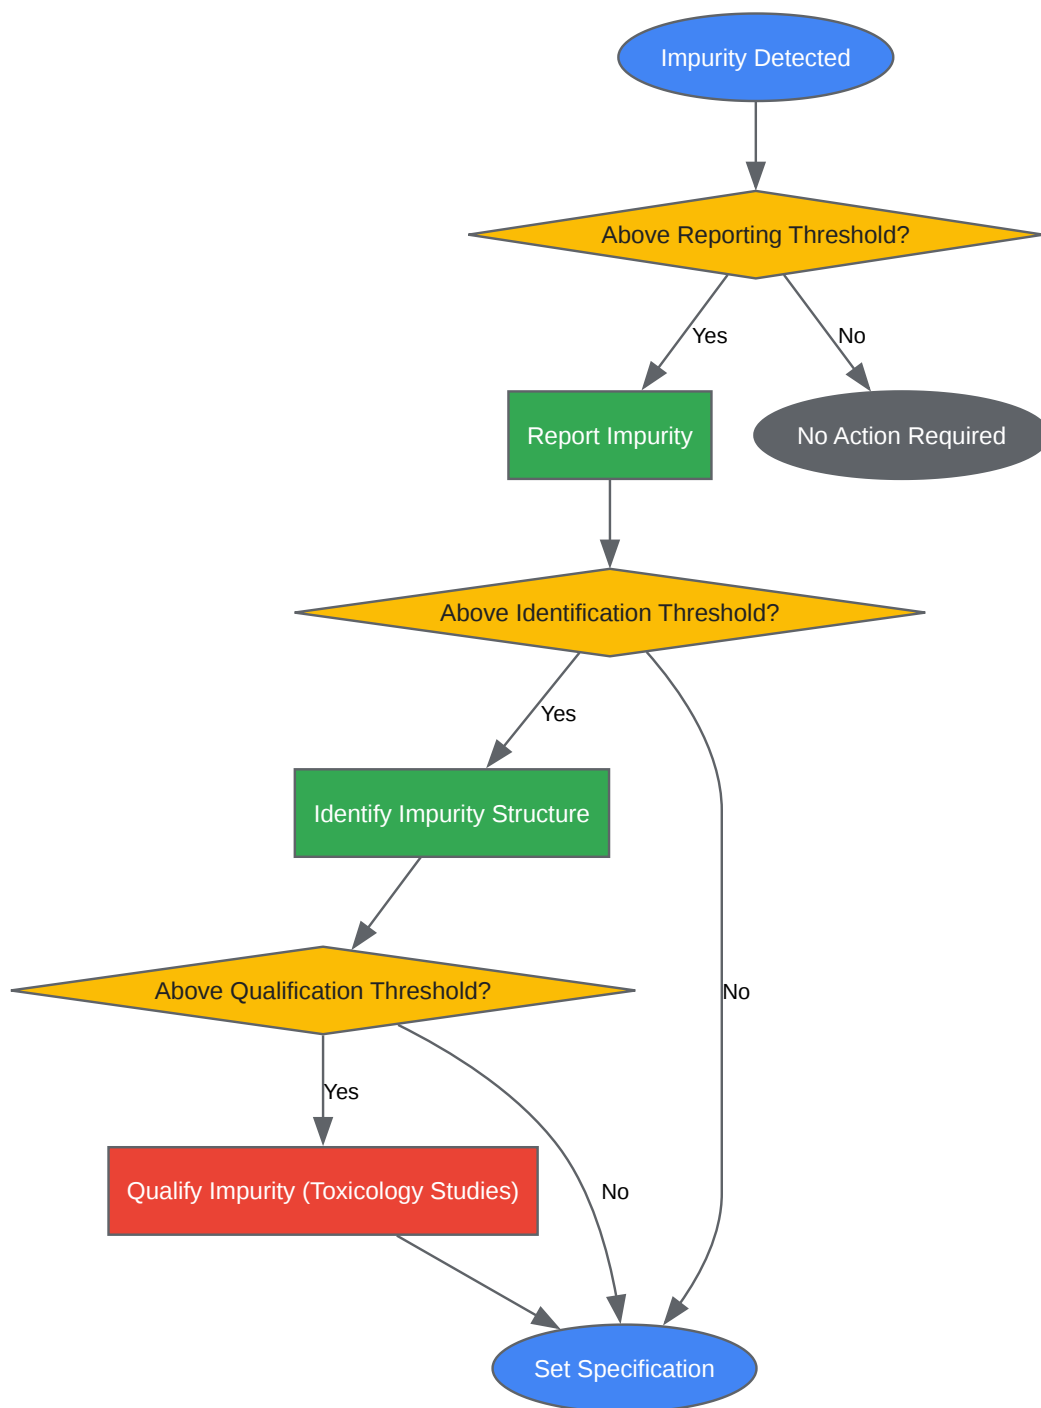 Impurity Detected
Above Reporting Threshold?
Yes
No
Report Impurity
No Action Required
Above Identification Threshold?
Yes
Identify Impurity Structure
Above Qualification Threshold?
No
Yes
Qualify Impurity (Toxicology Studies)
No
Set Specification